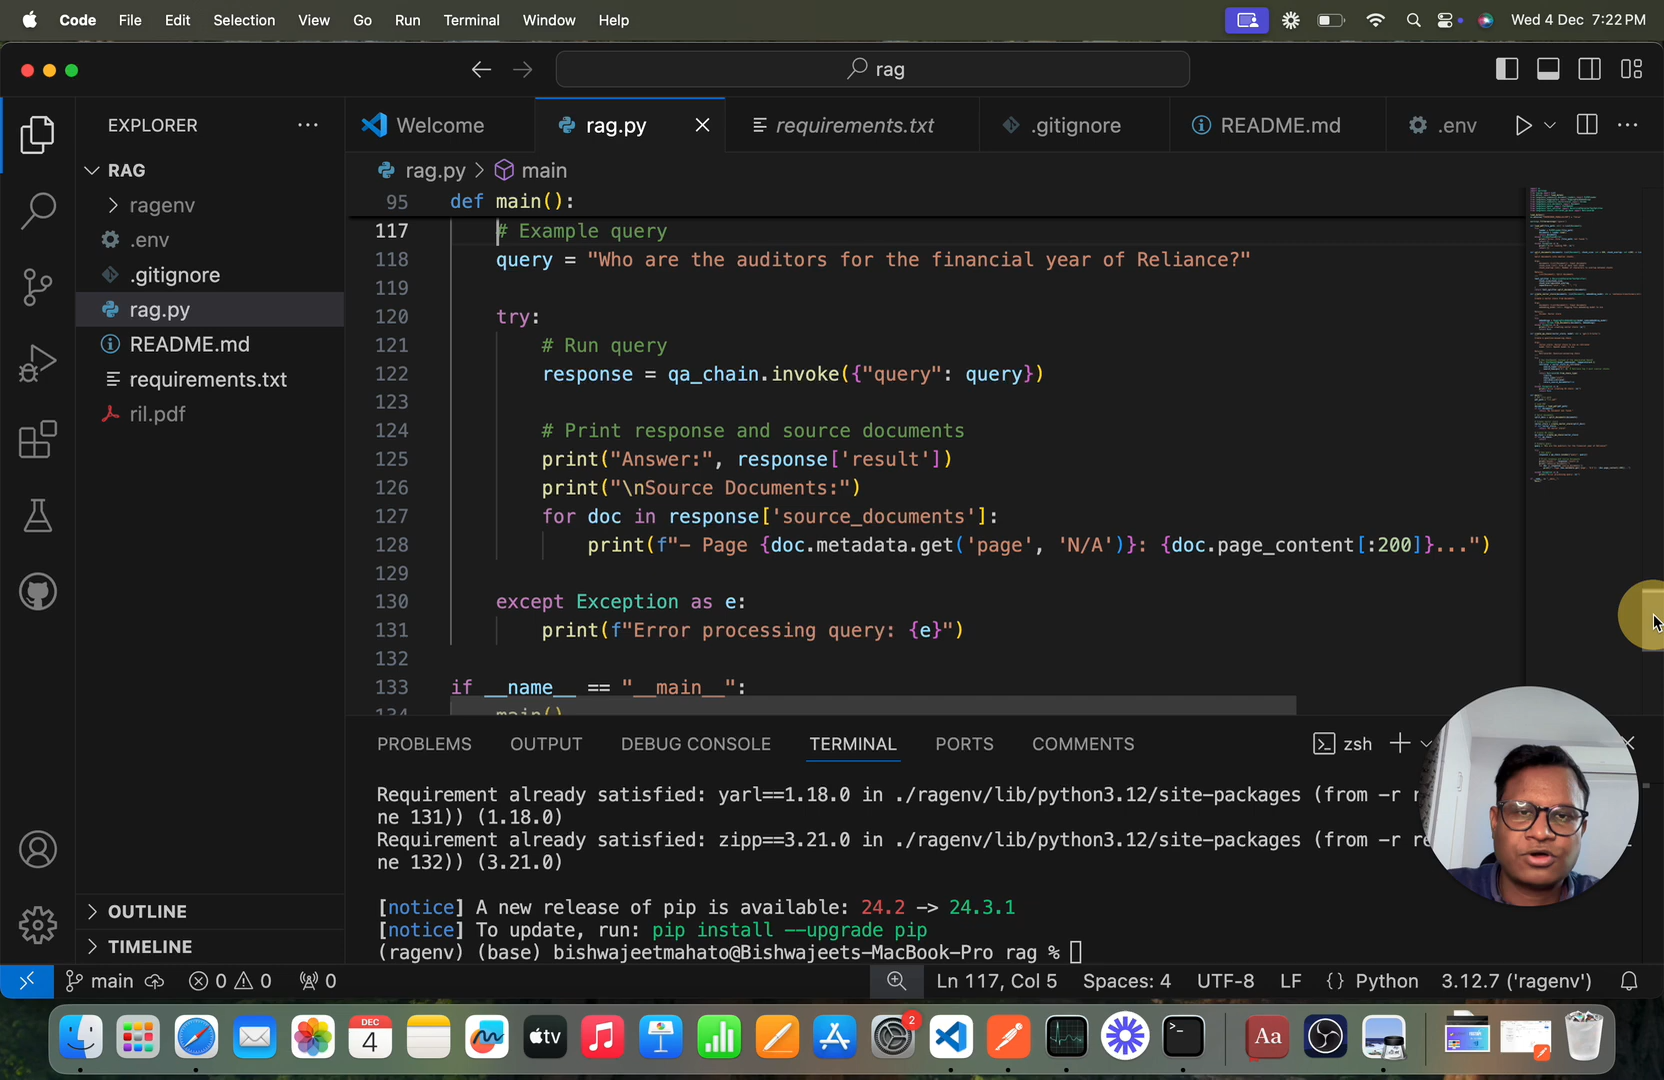 Code File Edit Selection View Go Run Terminal Window Help Wed 4 Dec 7:22 PM
rag
EXPLORER
Welcome rag.py requirements.txt .gitignore README.md .env
RAG
ragenv
.env
.gitignore
rag.py
README.md
requirements.txt
ril.pdf
OUTLINE
TIMELINE
rag.py > main
95 def main():
117 # Example query
118 query = "Who are the auditors for the financial year of Reliance?"
119
120 try:
121 # Run query
122 response = qa_chain.invoke({"query": query})
123
124 # Print response and source documents
125 print("Answer:", response['result'])
126 print("\nSource Documents:")
127 for doc in response['source_documents']:
128 print(f"- Page {doc.metadata.get('page', 'N/A')}: {doc.page_content[:200]}...")
129
130 except Exception as e:
131 print(f"Error processing query: {e}")
132
133 if __name__ == "__main__":
134 main()
PROBLEMS OUTPUT DEBUG CONSOLE TERMINAL PORTS COMMENTS zsh
Requirement already satisfied: yarl==1.18.0 in ./ragenv/lib/python3.12/site-packages (from -r r
ne 131)) (1.18.0)
Requirement already satisfied: zipp==3.21.0 in ./ragenv/lib/python3.12/site-packages (from -r re
ne 132)) (3.21.0)
[notice] A new release of pip is available: 24.2 -> 24.3.1
[notice] To update, run: pip install --upgrade pip
(ragenv) (base) bishwajeetmahato@Bishwajeets-MacBook-Pro rag %
main 0 0 0 Ln 117, Col 5 Spaces: 4 UTF-8 LF {} Python 3.12.7 ('ragenv')
DEC
4
tv
2
Aa